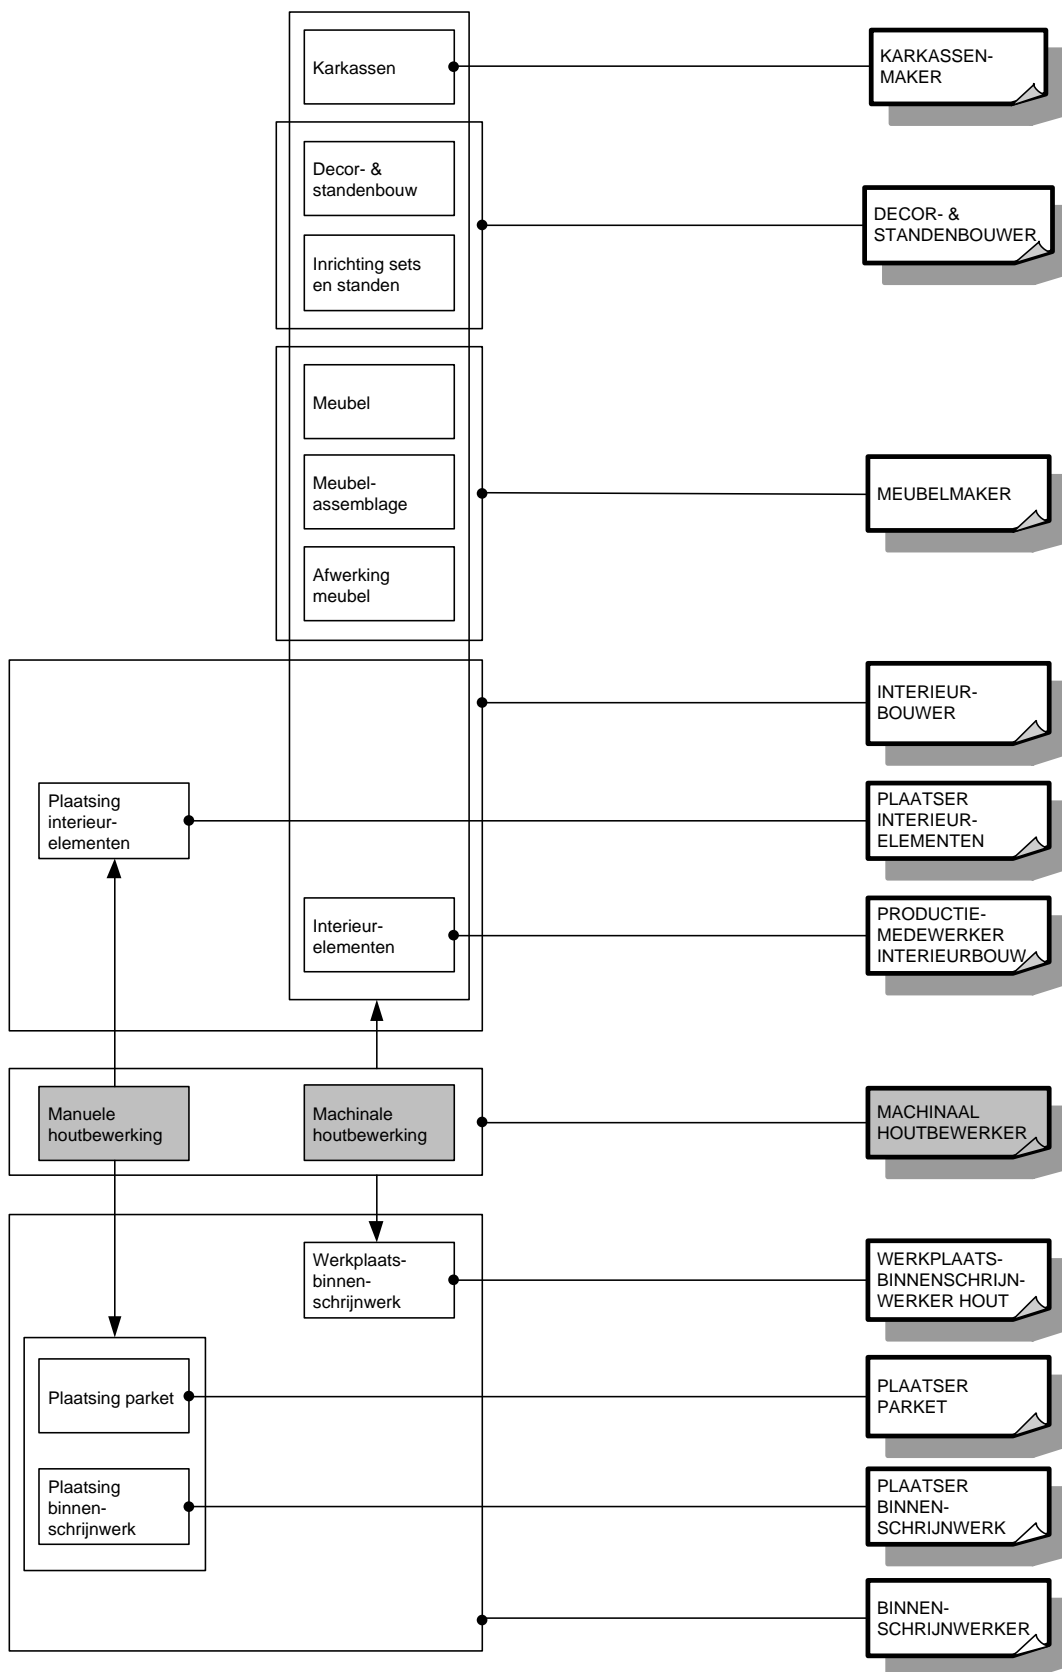 Karkassen
KARKASSEN-
MAKER
Decor- &
standenbouw
DECOR- &
STANDENBOUWER
Inrichting sets
en standen
Meubel
Meubel-
assemblage
MEUBELMAKER
Afwerking
meubel
INTERIEUR-
BOUWER
Plaatsing
interieur-
elementen
PLAATSER
INTERIEUR-
ELEMENTEN
Interieur-
elementen
PRODUCTIE-
MEDEWERKER
INTERIEURBOUW
Manuele
houtbewerking
Machinale
houtbewerking
MACHINAAL
HOUTBEWERKER
Werkplaats-
binnen-
schrijnwerk
WERKPLAATS-
BINNENSCHRIJN-
WERKER HOUT
Plaatsing parket
PLAATSER
PARKET
Plaatsing
binnen-
schrijnwerk
PLAATSER
BINNEN-
SCHRIJNWERK
BINNEN-
SCHRIJNWERKER